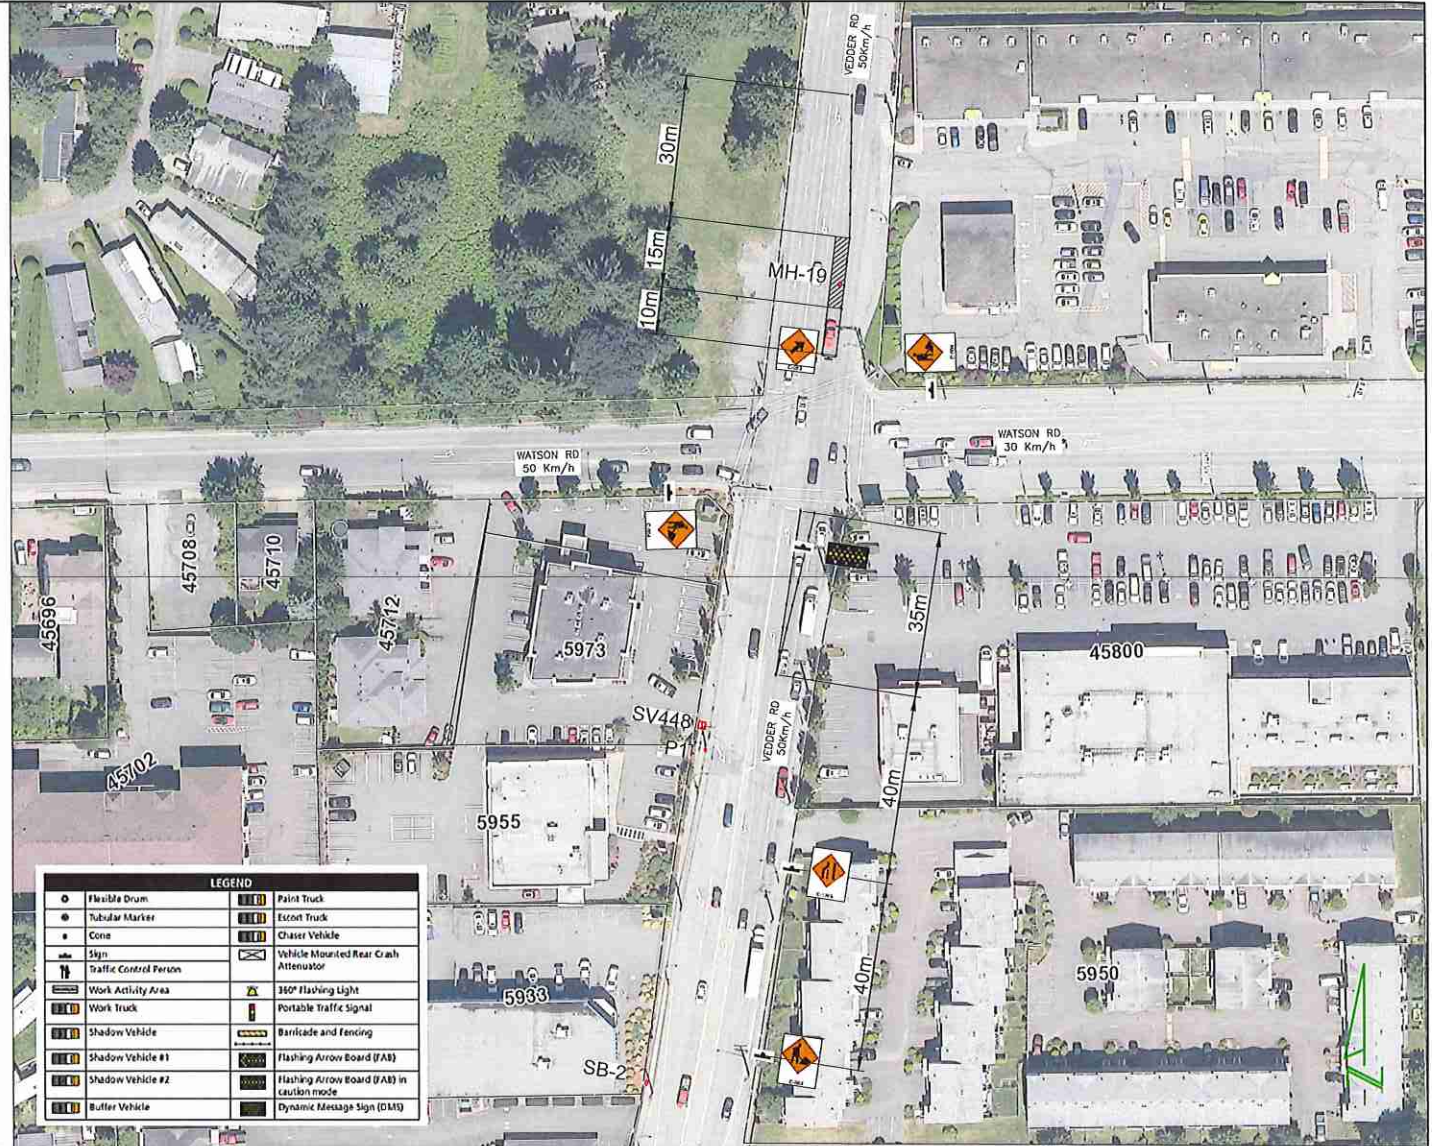 VEDDER RD
50Km/h
30m
15m
MH-19
10m
WATSON RD
50 Km/h
WATSON RD
30 Km/h
45708
45710
45696
45712
5973
35m
45800
SV448
P1
VEDDER RD
50Km/h
40m
45702
5955
40m
5950
5933
SB-2
LEGEND
Flexible Drum
Paint Truck
Tubular Marker
Escort Truck
Cone
Chaser Vehicle
Sign
Vehicle Mounted Rear Crash
Attenuator
Traffic Control Person
Work Activity Area
360° Flashing Light
Work Truck
Portable Traffic Signal
Shadow Vehicle
Barricade and Fencing
Shadow Vehicle #1
Flashing Arrow Board (FAB)
Shadow Vehicle #2
Flashing Arrow Board (FAB) in
caution mode
Buffer Vehicle
Dynamic Message Sign (DMS)